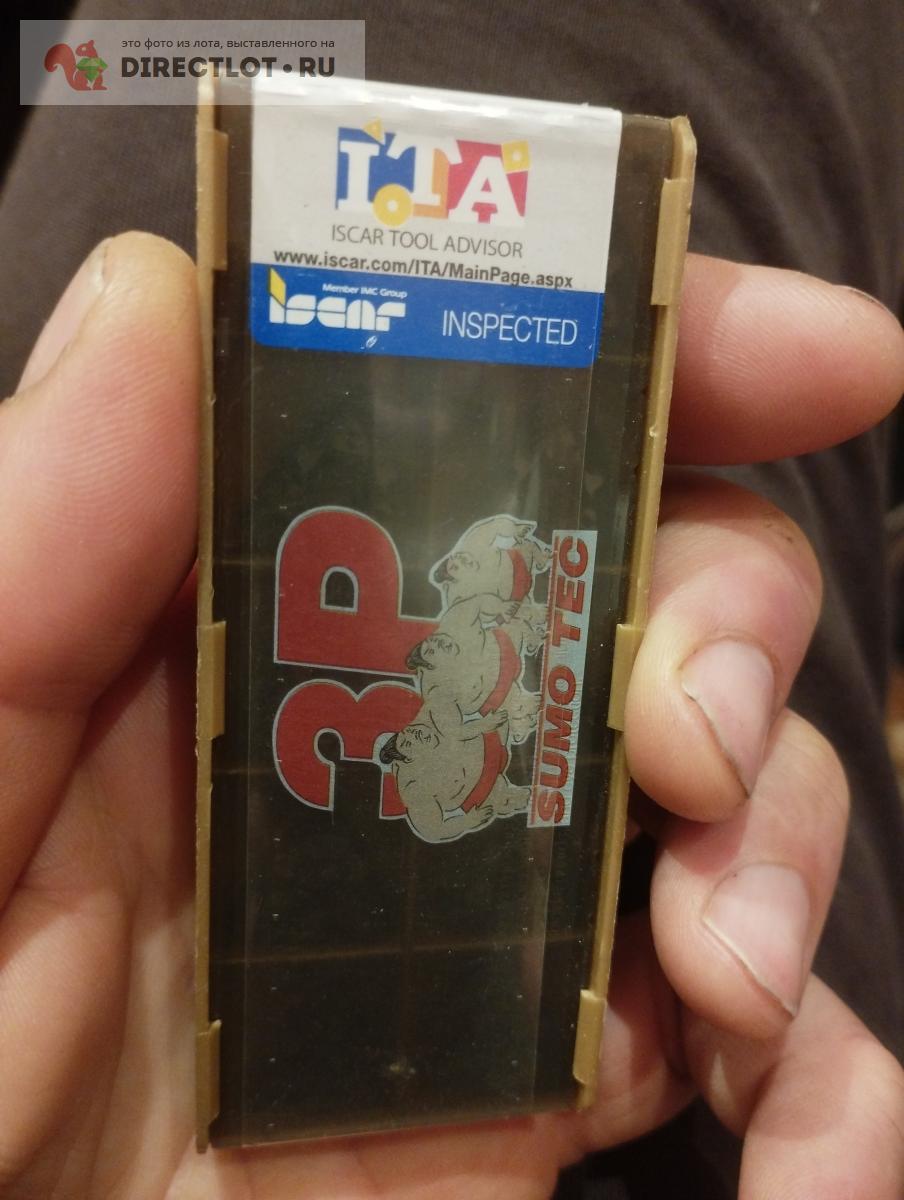 это фото из лота, выставленного на
DIRECTLOT.RU
ITA
ISCAR TOOL ADVISOR
www.iscar.com/ITA/MainPage.aspx
Member IMC Group
iscar
INSPECTED
3P
SUMO TEC